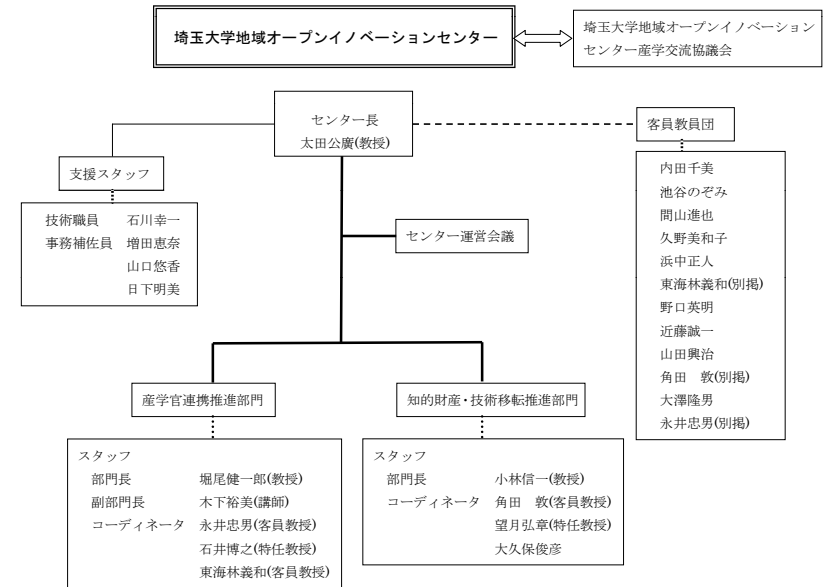 埼玉大学地域オープンイノベーションセンター
埼玉大学地域オープンイノベーション
センター産学交流協議会
センター長
太田公廣(教授)
客員教員団
支援スタッフ
技術職員 石川幸一
事務補佐員 増田恵奈
山口悠香
日下明美
センター運営会議
内田千美
池谷のぞみ
間山進也
久野美和子
浜中正人
東海林義和(別掲)
野口英明
近藤誠一
山田興治
角田 敦(別掲)
大澤隆男
永井忠男(別掲)
産学官連携推進部門
スタッフ
部門長 堀尾健一郎(教授)
副部門長 木下裕美(講師)
コーディネータ 永井忠男(客員教授)
石井博之(特任教授)
東海林義和(客員教授)
知的財産・技術移転推進部門
スタッフ
部門長 小林信一(教授)
コーディネータ 角田 敦(客員教授)
望月弘章(特任教授)
大久保俊彦